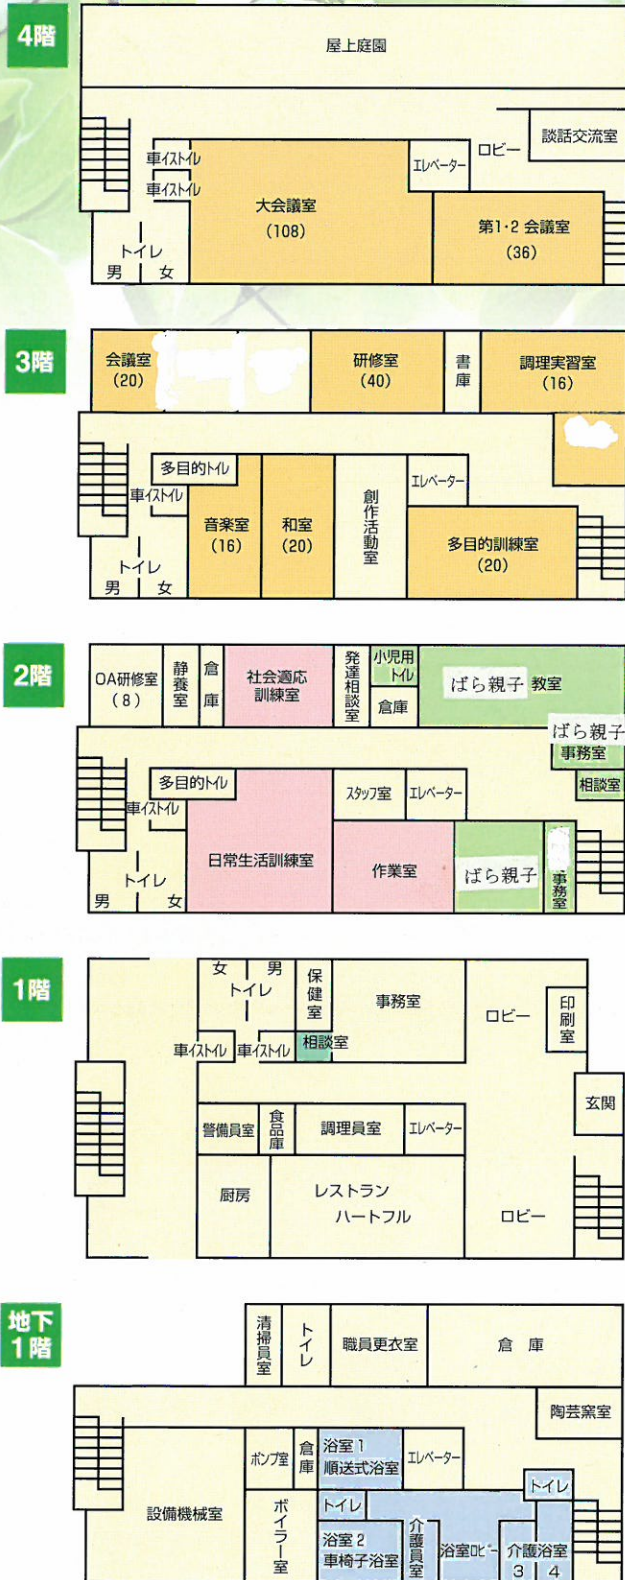 4階
屋上庭園
談話交流室
ロビー
エレベーター
車イストイル
車イストイル
大会議室
(108)
第1・2 会議室
(36)
トイレ
男 女
3階
会議室
(20)
研修室
(40)
書庫
調理実習室
(16)
多目的トイル
車イストイル
音楽室
(16)
和室
(20)
創作活動室
エレベーター
多目的訓練室
(20)
トイレ
男 女
2階
OA研修室
(8)
静養室
倉庫
社会適応
訓練室
発達相談室
小児用
トイル
倉庫
ばら親子 教室
ばら親子
事務室
相談室
多目的トイル
車イストイル
スタッフ室
エレベーター
日常生活訓練室
作業室
ばら親子
事務室
トイレ
男 女
1階
女 男
トイレ
保健室
事務室
ロビー
印刷室
車イストイル
車イストイル
相談室
玄関
警備員室
食品庫
調理員室
エレベーター
厨房
レストラン
ハートフル
ロビー
地下
1階
清掃員室
トイレ
職員更衣室
倉 庫
陶芸窯室
ポンプ室
倉庫
浴室1
順送式浴室
エレベーター
設備機械室
ボイラー室
トイレ
トイレ
浴室2
車椅子浴室
介護員室
浴室ロビー
介護浴室
3 4